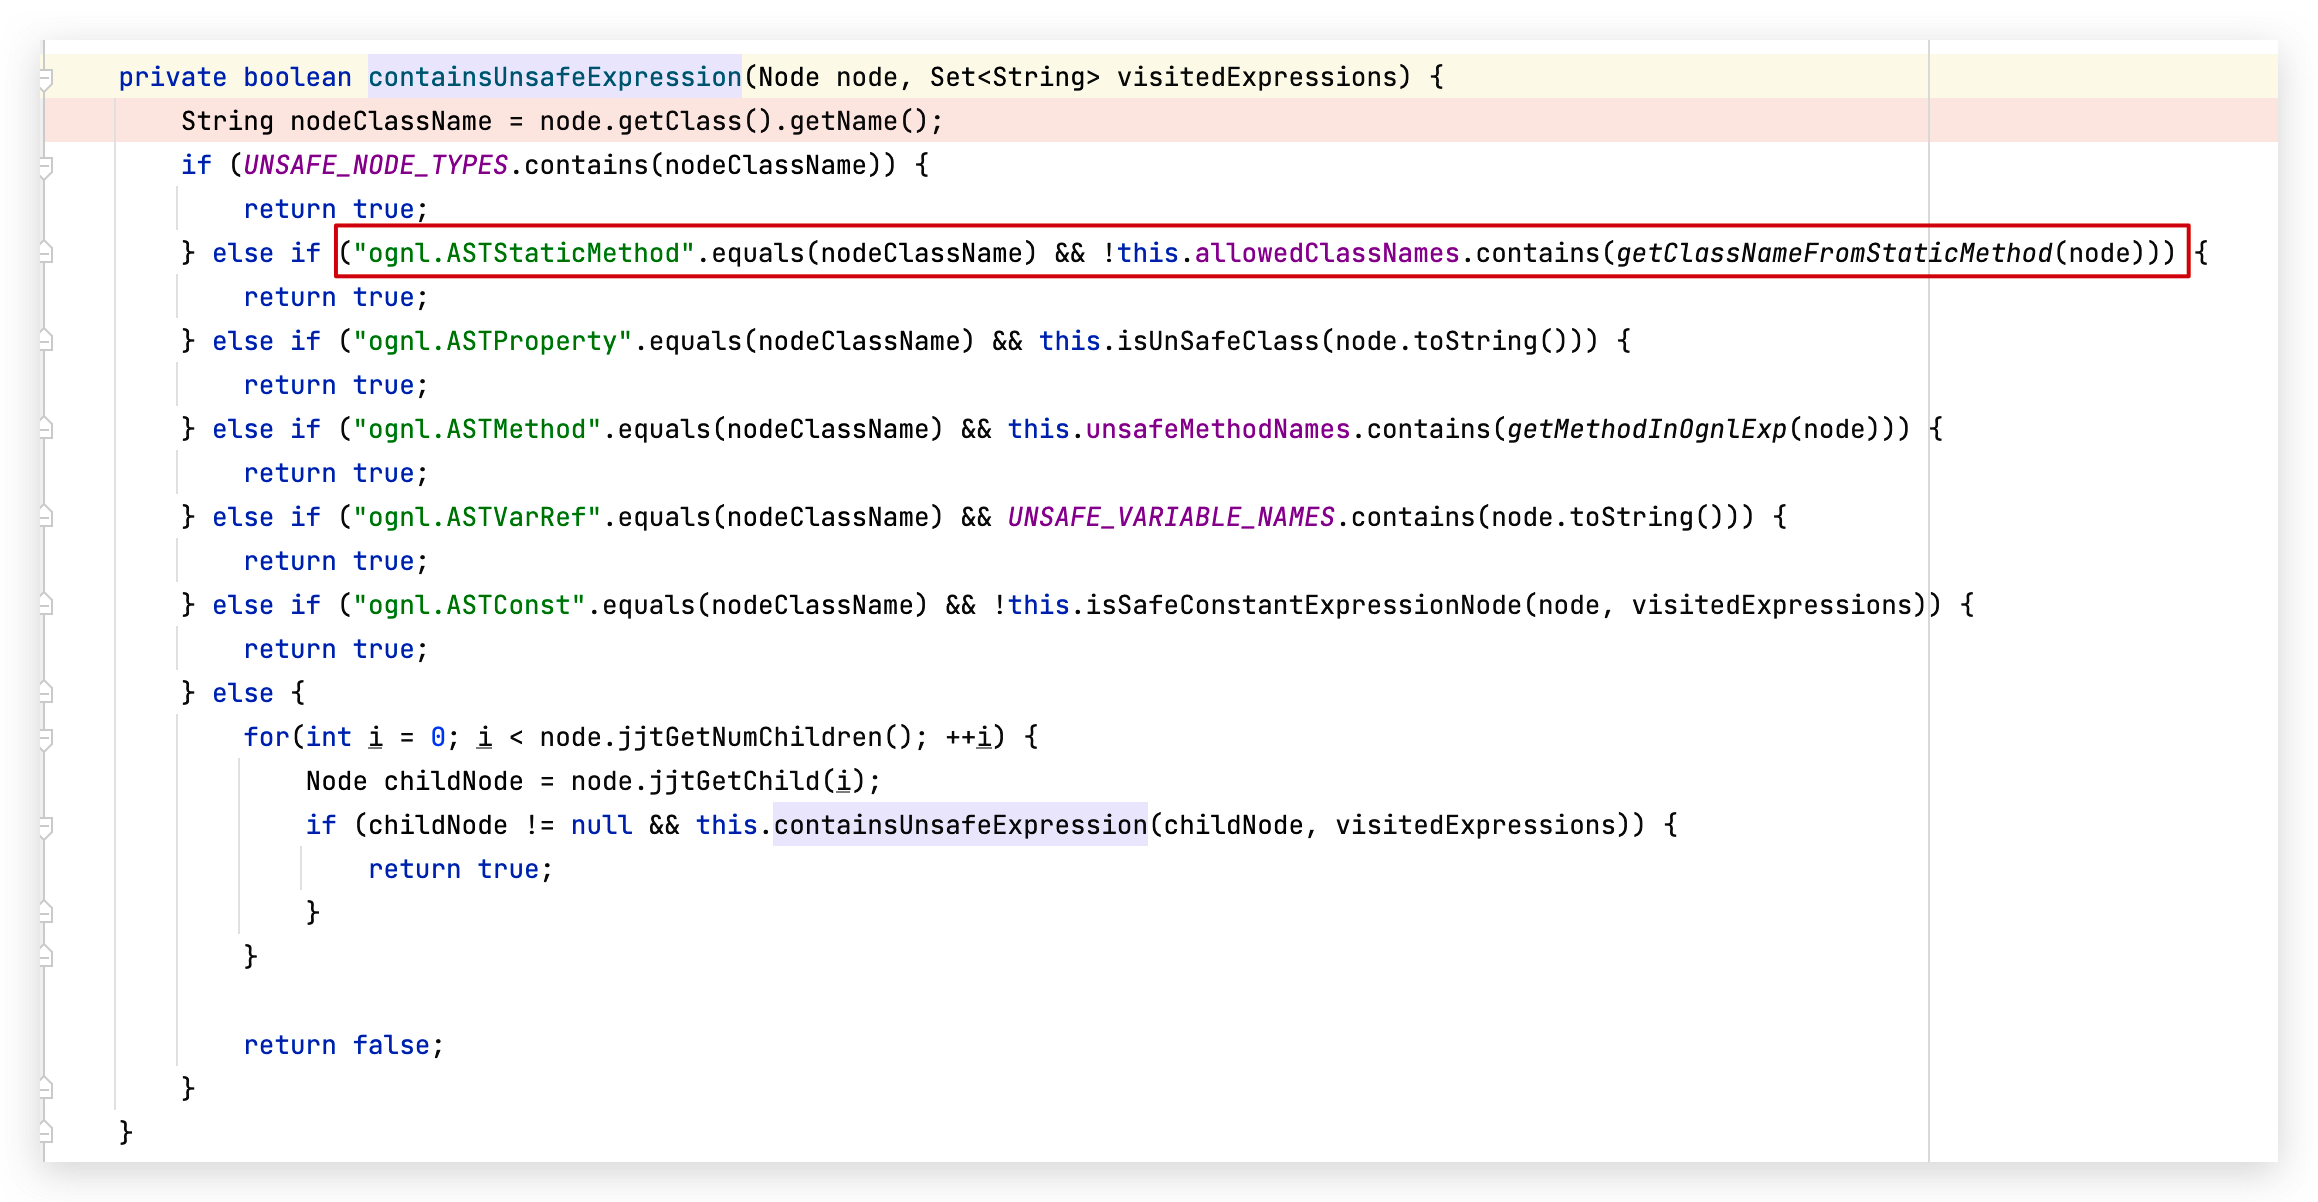 private boolean containsUnsafeExpression(Node node, Set<String> visitedExpressions) {
    String nodeClassName = node.getClass().getName();
    if (UNSAFE_NODE_TYPES.contains(nodeClassName)) {
        return true;
    } else if ("ognl.ASTStaticMethod".equals(nodeClassName) && !this.allowedClassNames.contains(getClassNameFromStaticMethod(node))) {
        return true;
    } else if ("ognl.ASTProperty".equals(nodeClassName) && this.isUnSafeClass(node.toString())) {
        return true;
    } else if ("ognl.ASTMethod".equals(nodeClassName) && this.unsafeMethodNames.contains(getMethodInOgnlExp(node))) {
        return true;
    } else if ("ognl.ASTVarRef".equals(nodeClassName) && UNSAFE_VARIABLE_NAMES.contains(node.toString())) {
        return true;
    } else if ("ognl.ASTConst".equals(nodeClassName) && !this.isSafeConstantExpressionNode(node, visitedExpressions)) {
        return true;
    } else {
        for(int i = 0; i < node.jjtGetNumChildren(); ++i) {
            Node childNode = node.jjtGetChild(i);
            if (childNode != null && this.containsUnsafeExpression(childNode, visitedExpressions)) {
                return true;
            }
        }

        return false;
    }
}